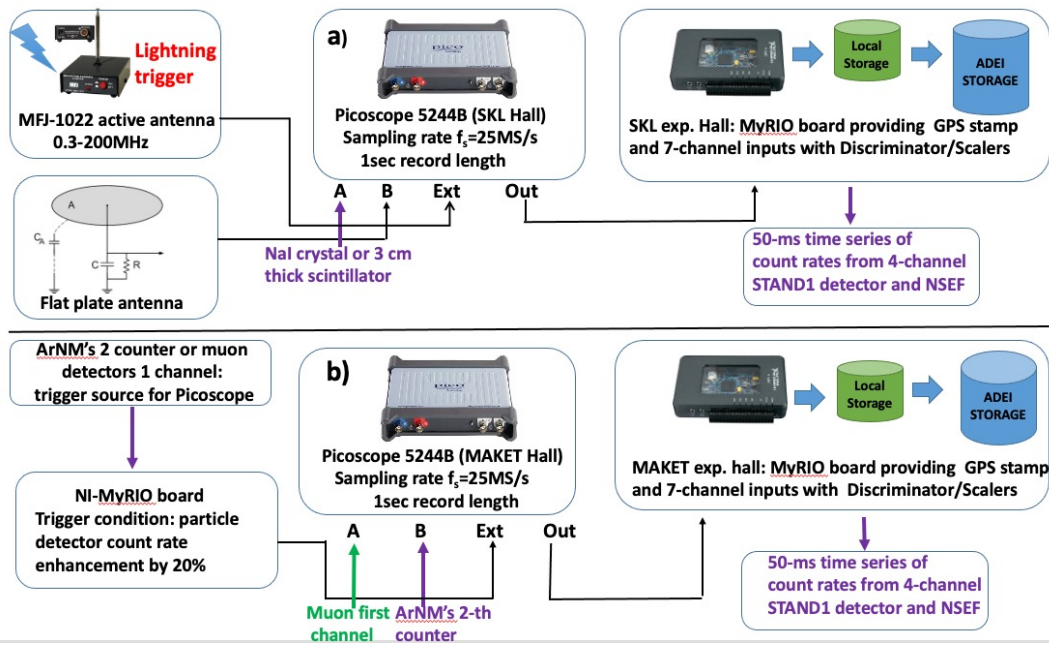 Lightning
trigger
MFJ-1022 active antenna
0.3-200MHz
A
C_A
C
R
Flat plate antenna
a)
pico
Picoscope 5244B (SKL Hall)
Sampling rate fs=25MS/s
1sec record length
A B Ext Out
NaI crystal or 3 cm
thick scintillator
Local
Storage
ADEI
STORAGE
SKL exp. Hall: MyRIO board providing GPS stamp
and 7-channel inputs with Discriminator/Scalers
50-ms time series of
count rates from 4-channel
STAND1 detector and NSEF
ArNM's 2 counter or muon
detectors 1 channel:
trigger source for Picoscope
NI-MyRIO board
Trigger condition: particle
detector count rate
enhancement by 20%
b)
pico
Picoscope 5244B (MAKET Hall)
Sampling rate fs=25MS/s
1sec record length
A B Ext Out
Muon first
channel
ArNM's 2-th
counter
Local
Storage
ADEI
STORAGE
MAKET exp. hall: MyRIO board providing GPS stamp
and 7-channel inputs with Discriminator/Scalers
50-ms time series of
count rates from 4-channel
STAND1 detector and NSEF